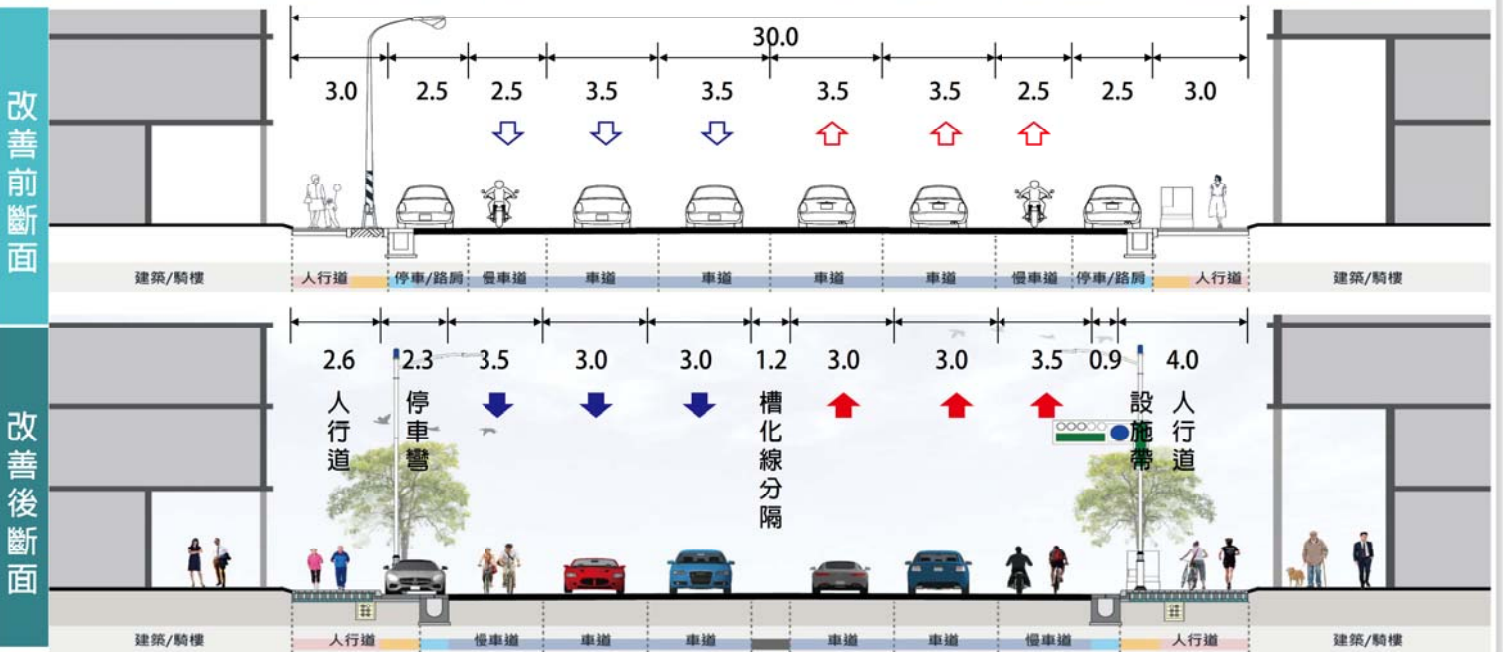 改善前斷面
30.0
3.0 2.5 2.5 3.5 3.5 3.5 3.5 2.5 2.5 3.0
建築/騎樓 人行道 停車/路肩 慢車道 車道 車道 車道 車道 慢車道 停車/路肩 人行道 建築/騎樓
改善後斷面
2.6 2.3 3.5 3.0 3.0 1.2 3.0 3.0 3.5 0.9 4.0
人行道
停車彎
槽化線分隔
設施帶
人行道
建築/騎樓 人行道 慢車道 車道 車道 車道 車道 慢車道 人行道 建築/騎樓